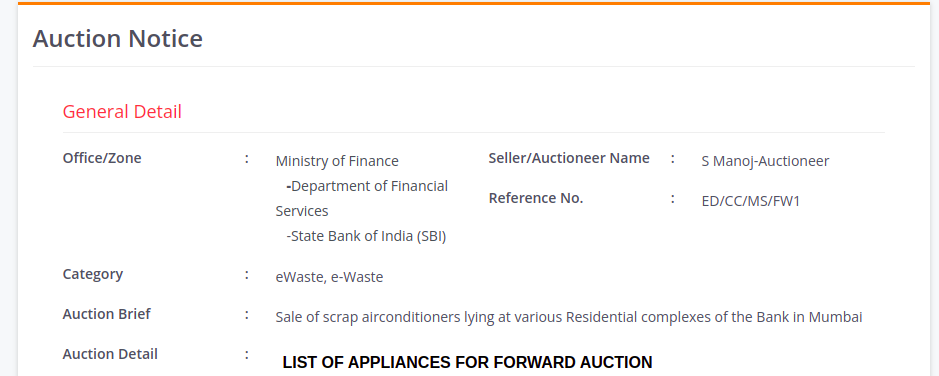 Auction Notice
General Detail
Office/Zone : Ministry of Finance
-Department of Financial
Services
-State Bank of India (SBI)
Seller/Auctioneer Name : S Manoj-Auctioneer
Reference No. : ED/CC/MS/FW1
Category : eWaste, e-Waste
Auction Brief : Sale of scrap airconditioners lying at various Residential complexes of the Bank in Mumbai
Auction Detail : LIST OF APPLIANCES FOR FORWARD AUCTION